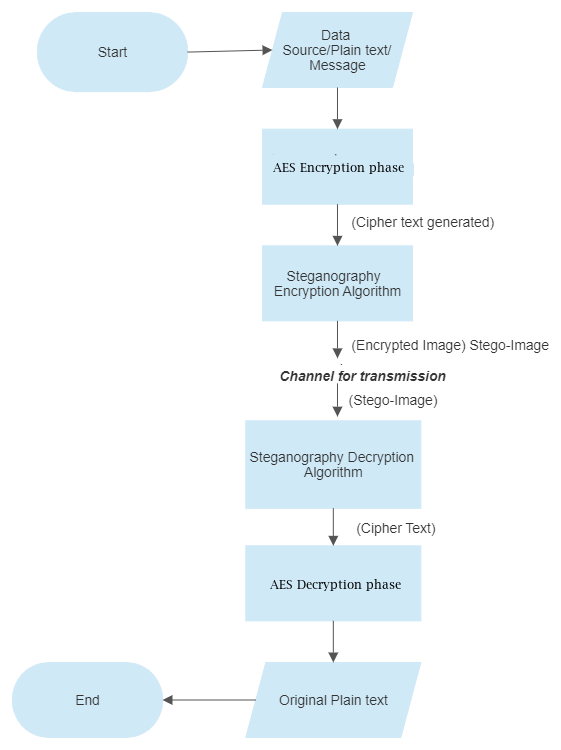 Start
Data
Source/Plain text/
Message
AES Encryption phase
(Cipher text generated)
Steganography
Encryption Algorithm
(Encrypted Image) Stego-Image
Channel for transmission
(Stego-Image)
Steganography Decryption
Algorithm
(Cipher Text)
AES Decryption phase
Original Plain text
End